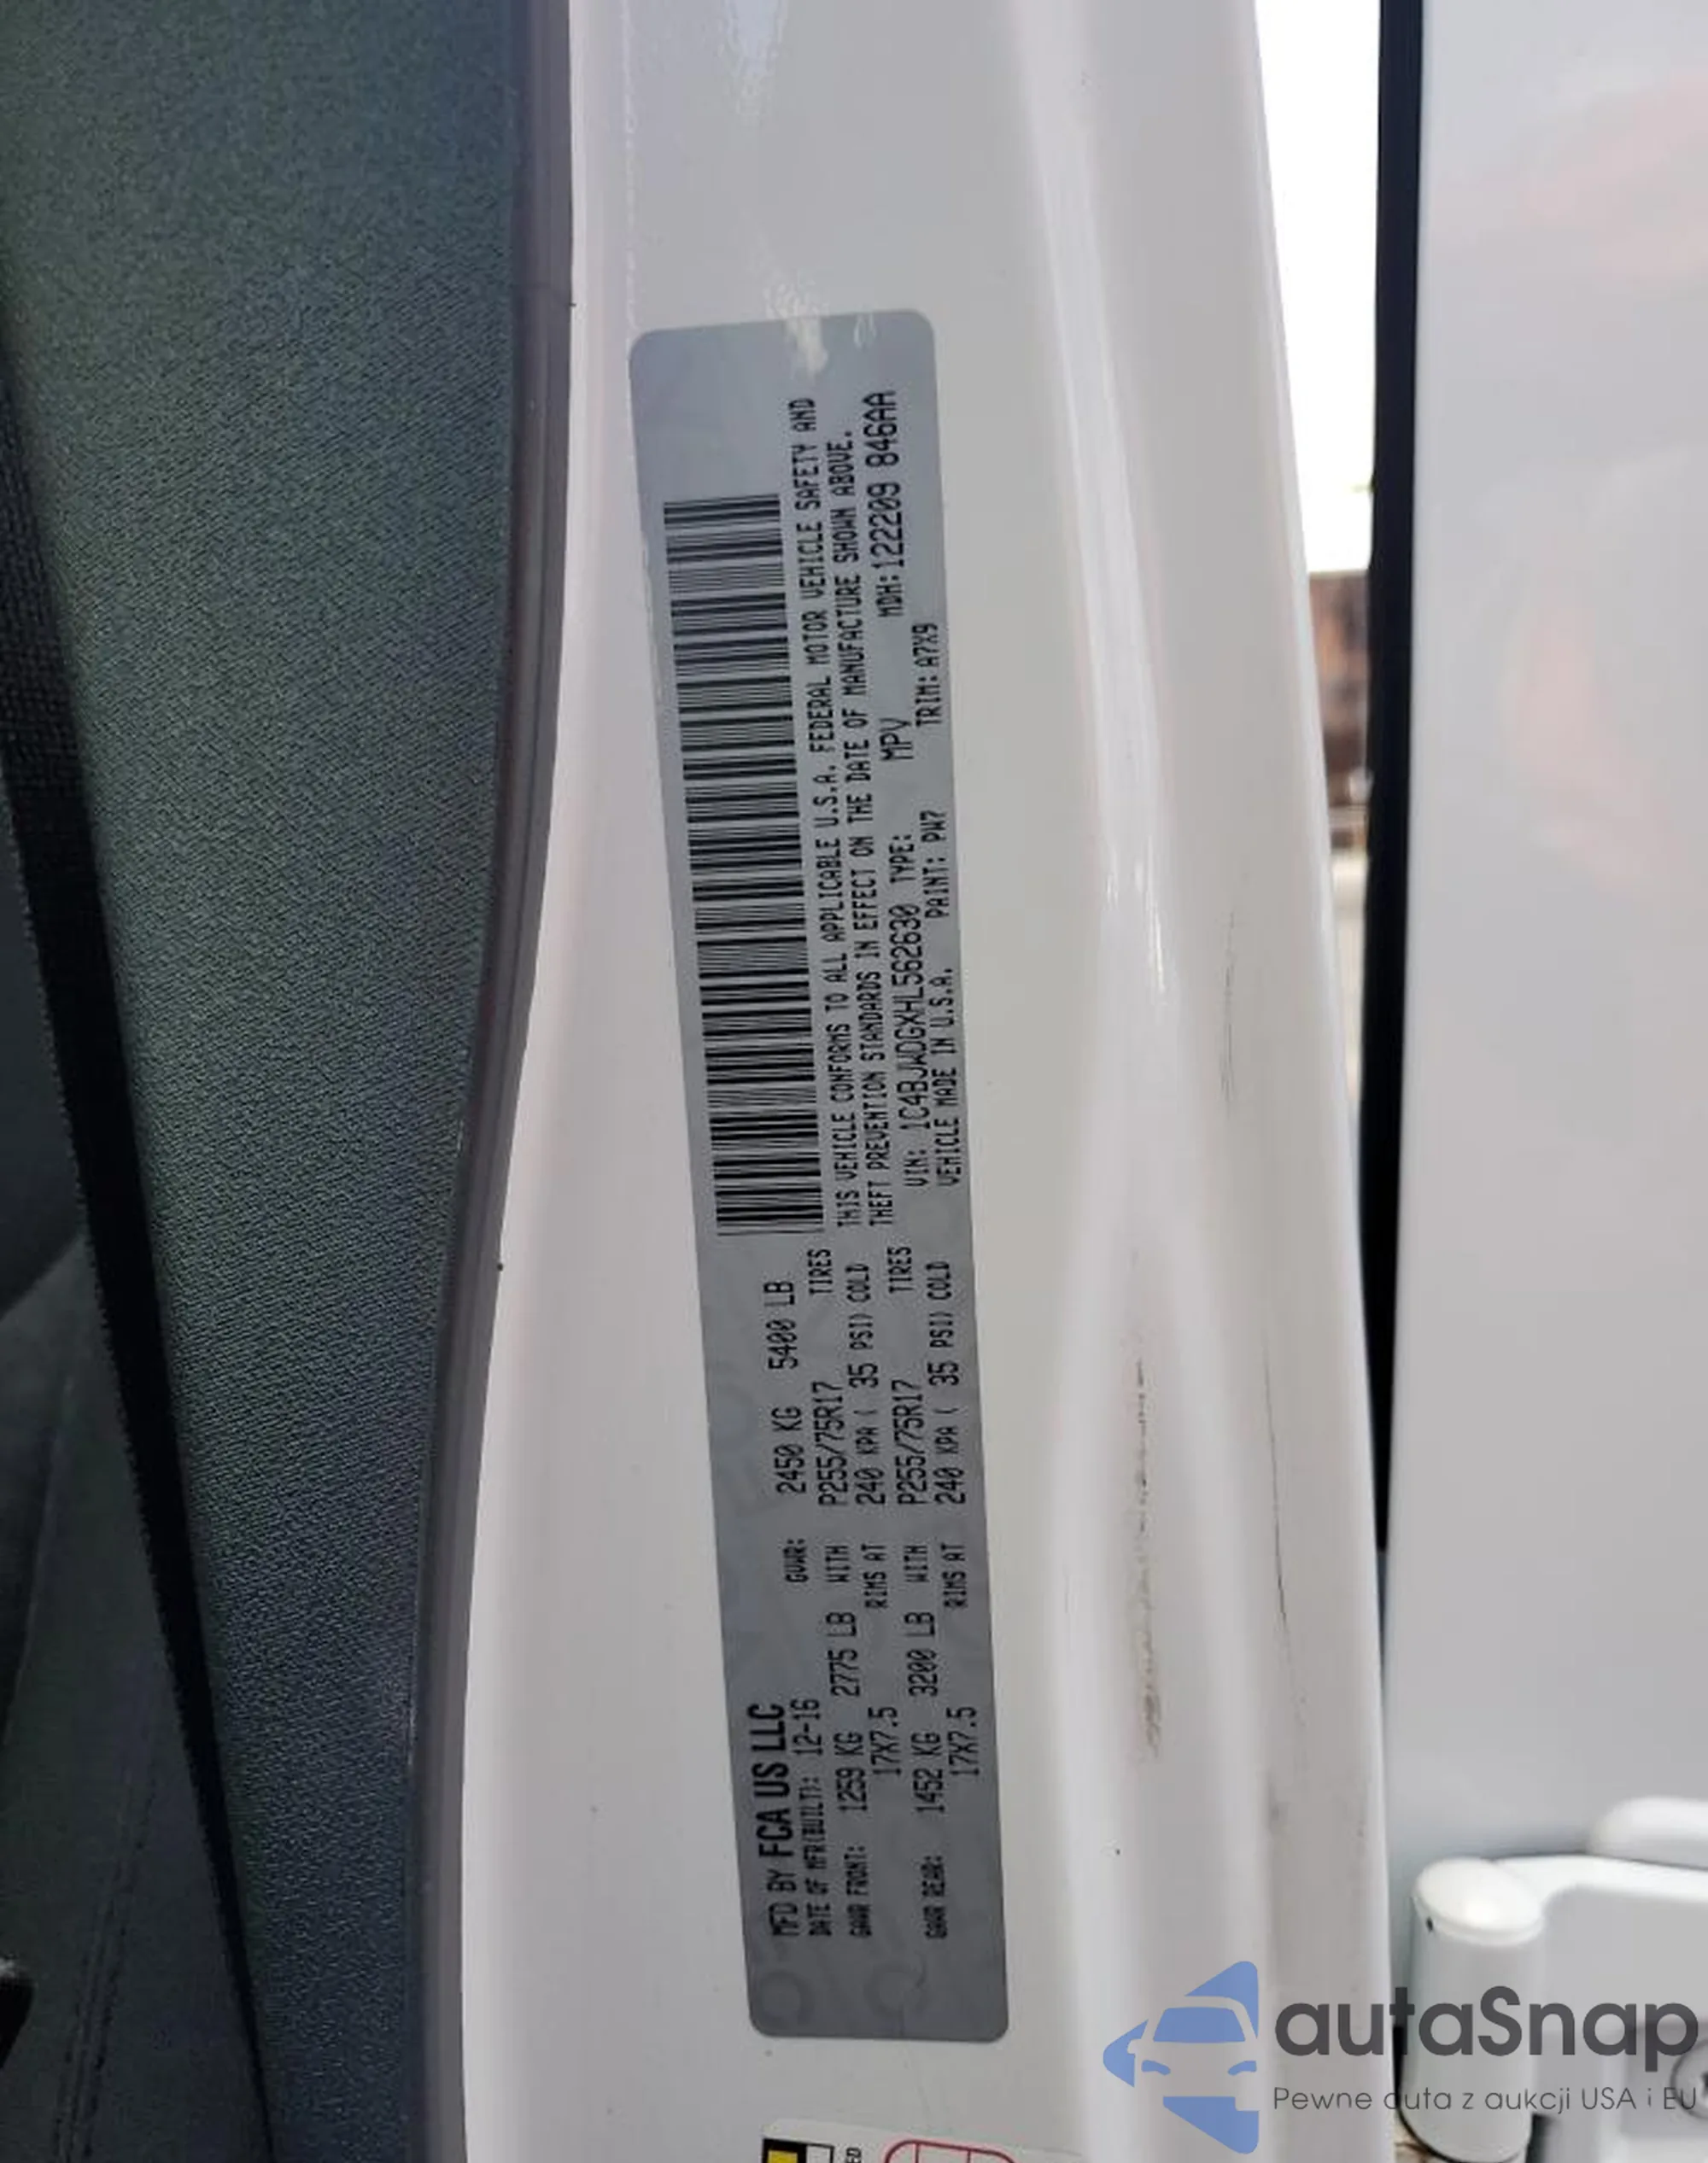 MFD BY FCA US LLC
DATE OF MFR(BUILT): 12-16
GVWR: 2450 KG 5400 LB
GAWR FRONT: 1259 KG 2775 LB WITH P255/75R17 TIRES
17X7.5 RIMS AT 240 KPA ( 35 PSI) COLD
GAWR REAR: 1452 KG 3200 LB WITH P255/75R17 TIRES
17X7.5 RIMS AT 240 KPA ( 35 PSI) COLD
THIS VEHICLE CONFORMS TO ALL APPLICABLE U.S.A. FEDERAL MOTOR VEHICLE SAFETY AND
THEFT PREVENTION STANDARDS IN EFFECT ON THE DATE OF MANUFACTURE SHOWN ABOVE.
VIN: 1C4BJWDGXHL562630 TYPE: MPV MDH:122209 846AA
VEHICLE MADE IN U.S.A. PAINT: PW7 TRIM: A7X9
autaSnap
Pewne auta z aukcji USA i EU